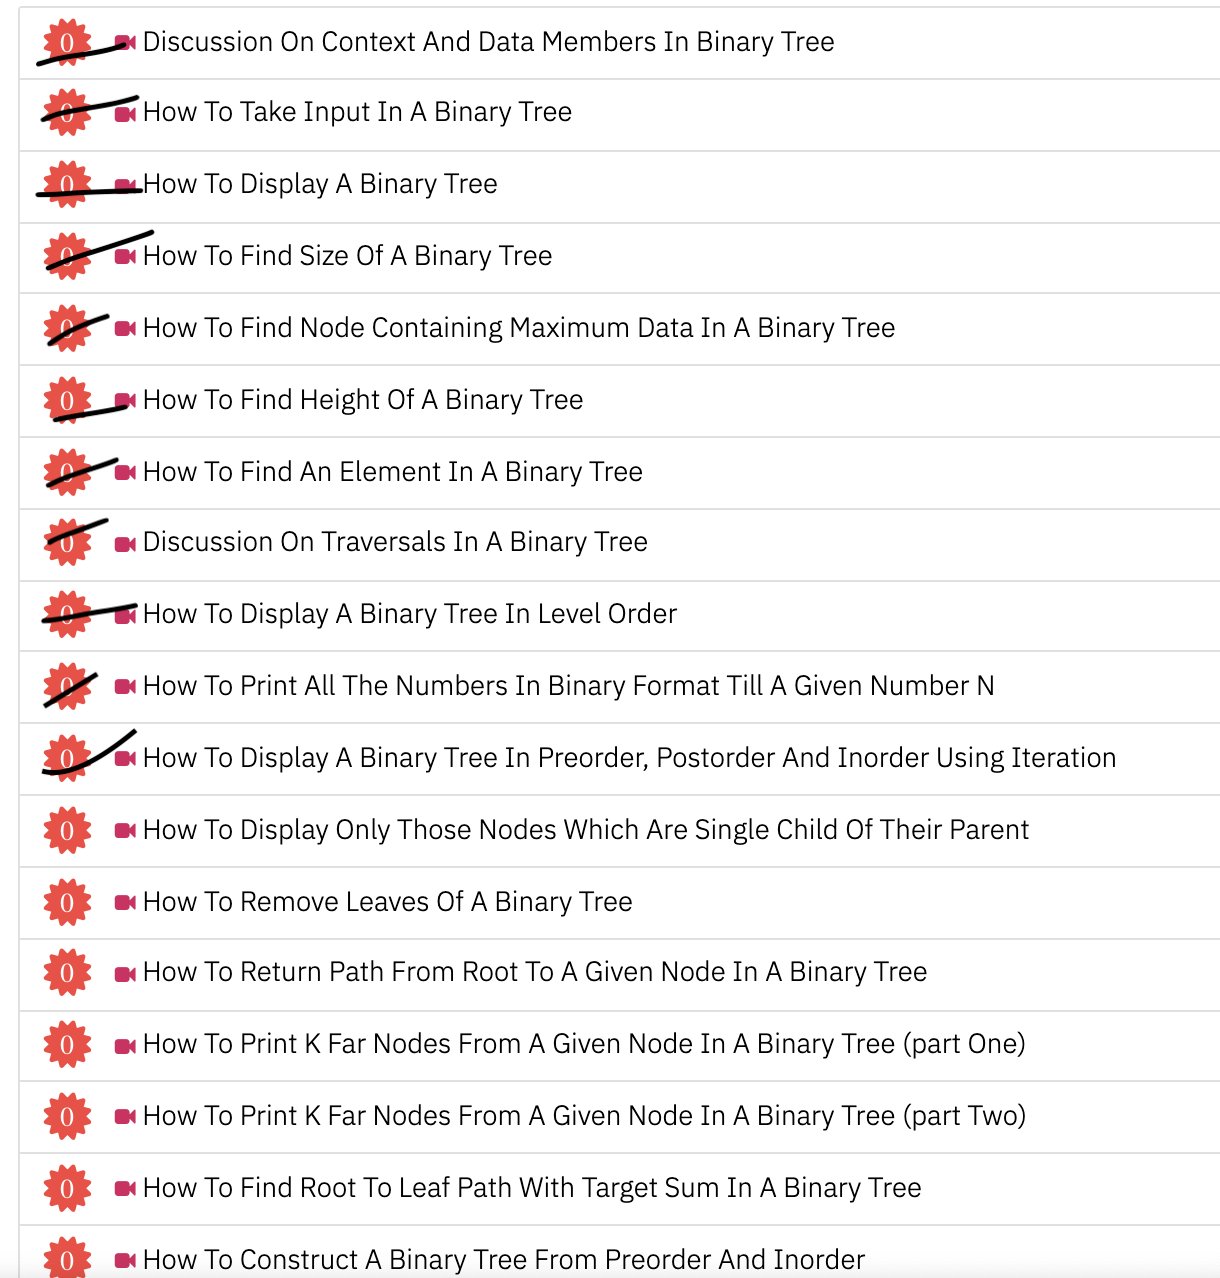 0 Discussion On Context And Data Members In Binary Tree
0 How To Take Input In A Binary Tree
0 How To Display A Binary Tree
0 How To Find Size Of A Binary Tree
0 How To Find Node Containing Maximum Data In A Binary Tree
0 How To Find Height Of A Binary Tree
0 How To Find An Element In A Binary Tree
0 Discussion On Traversals In A Binary Tree
0 How To Display A Binary Tree In Level Order
0 How To Print All The Numbers In Binary Format Till A Given Number N
0 How To Display A Binary Tree In Preorder, Postorder And Inorder Using Iteration
0 How To Display Only Those Nodes Which Are Single Child Of Their Parent
0 How To Remove Leaves Of A Binary Tree
0 How To Return Path From Root To A Given Node In A Binary Tree
0 How To Print K Far Nodes From A Given Node In A Binary Tree (part One)
0 How To Print K Far Nodes From A Given Node In A Binary Tree (part Two)
0 How To Find Root To Leaf Path With Target Sum In A Binary Tree
0 How To Construct A Binary Tree From Preorder And Inorder